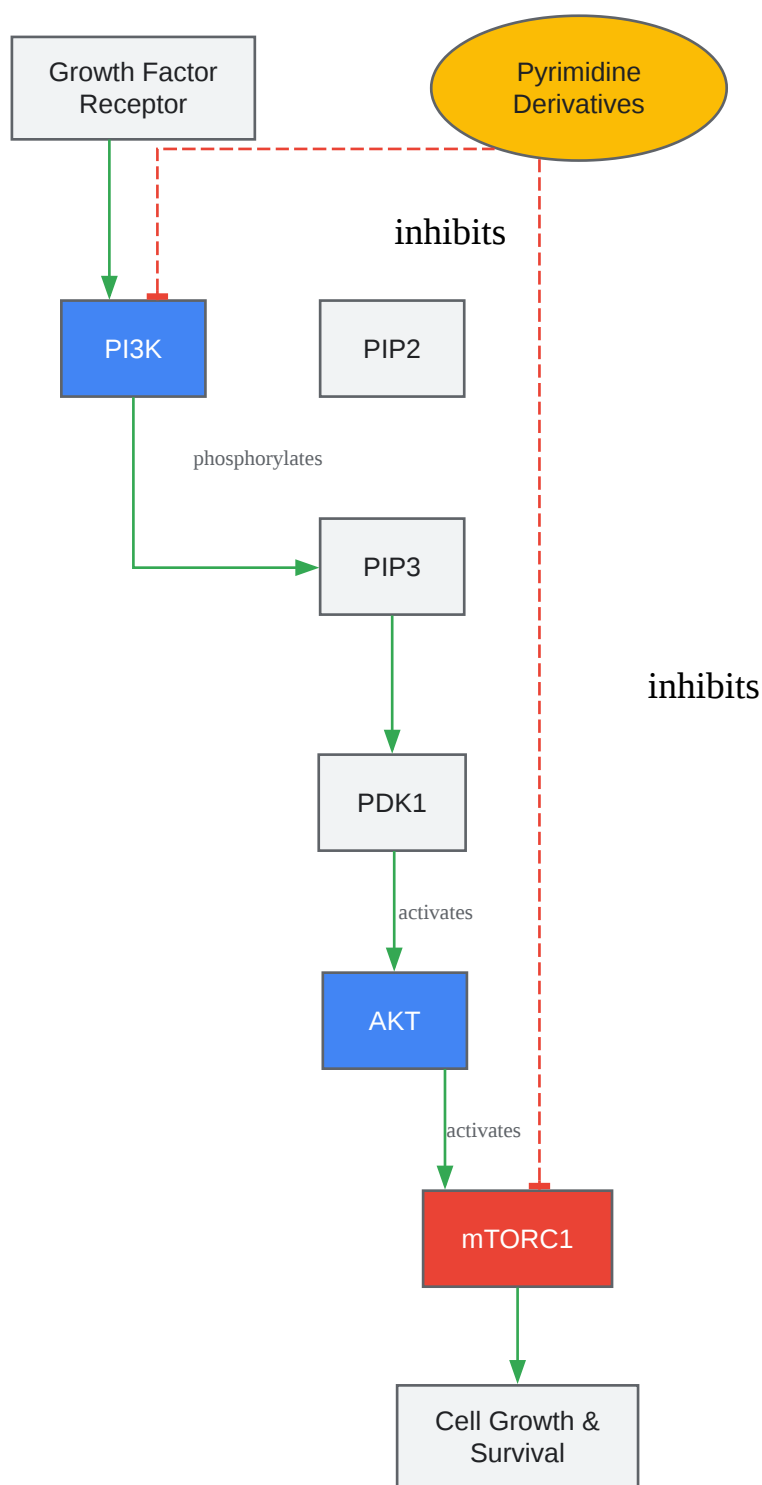 Growth Factor
Receptor
Pyrimidine
Derivatives
inhibits
PI3K
PIP2
phosphorylates
PIP3
inhibits
PDK1
activates
AKT
activates
mTORC1
Cell Growth &
Survival